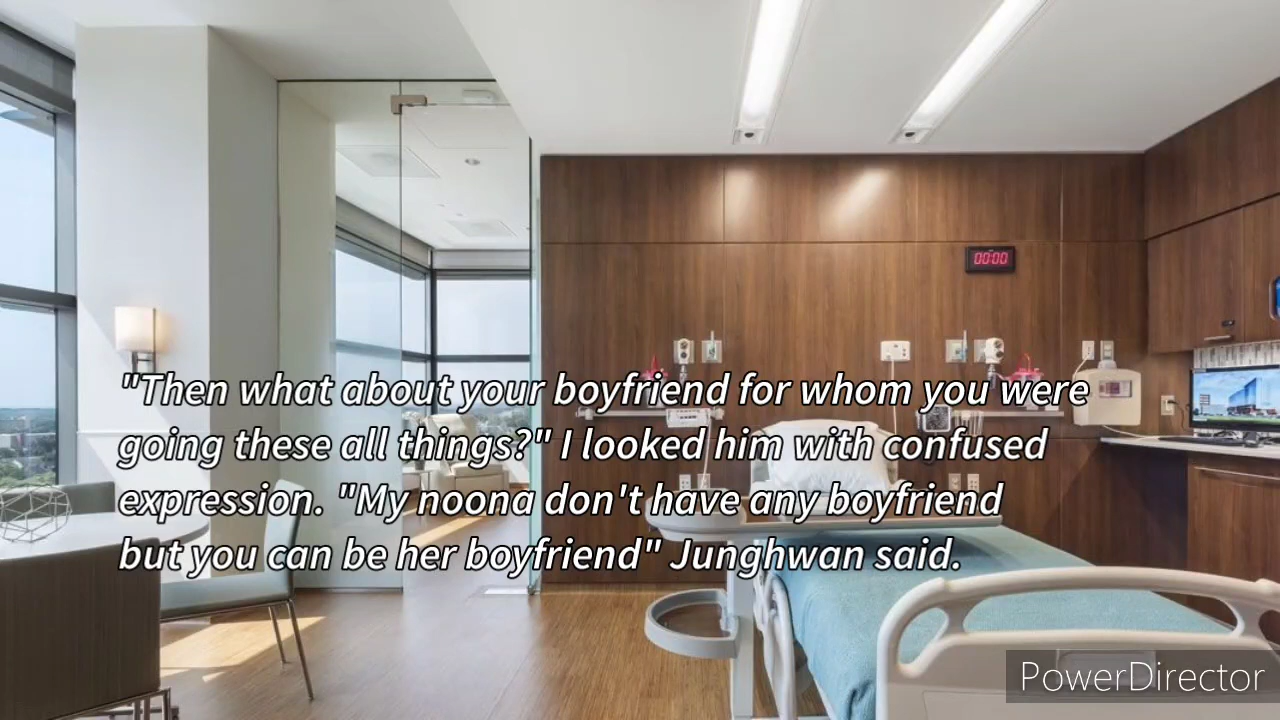 00:00
"Then what about your boyfriend for whom you were
going these all things?" I looked him with confused
expression. "My noona don't have any boyfriend
but you can be her boyfriend" Junghwan said.
PowerDirector